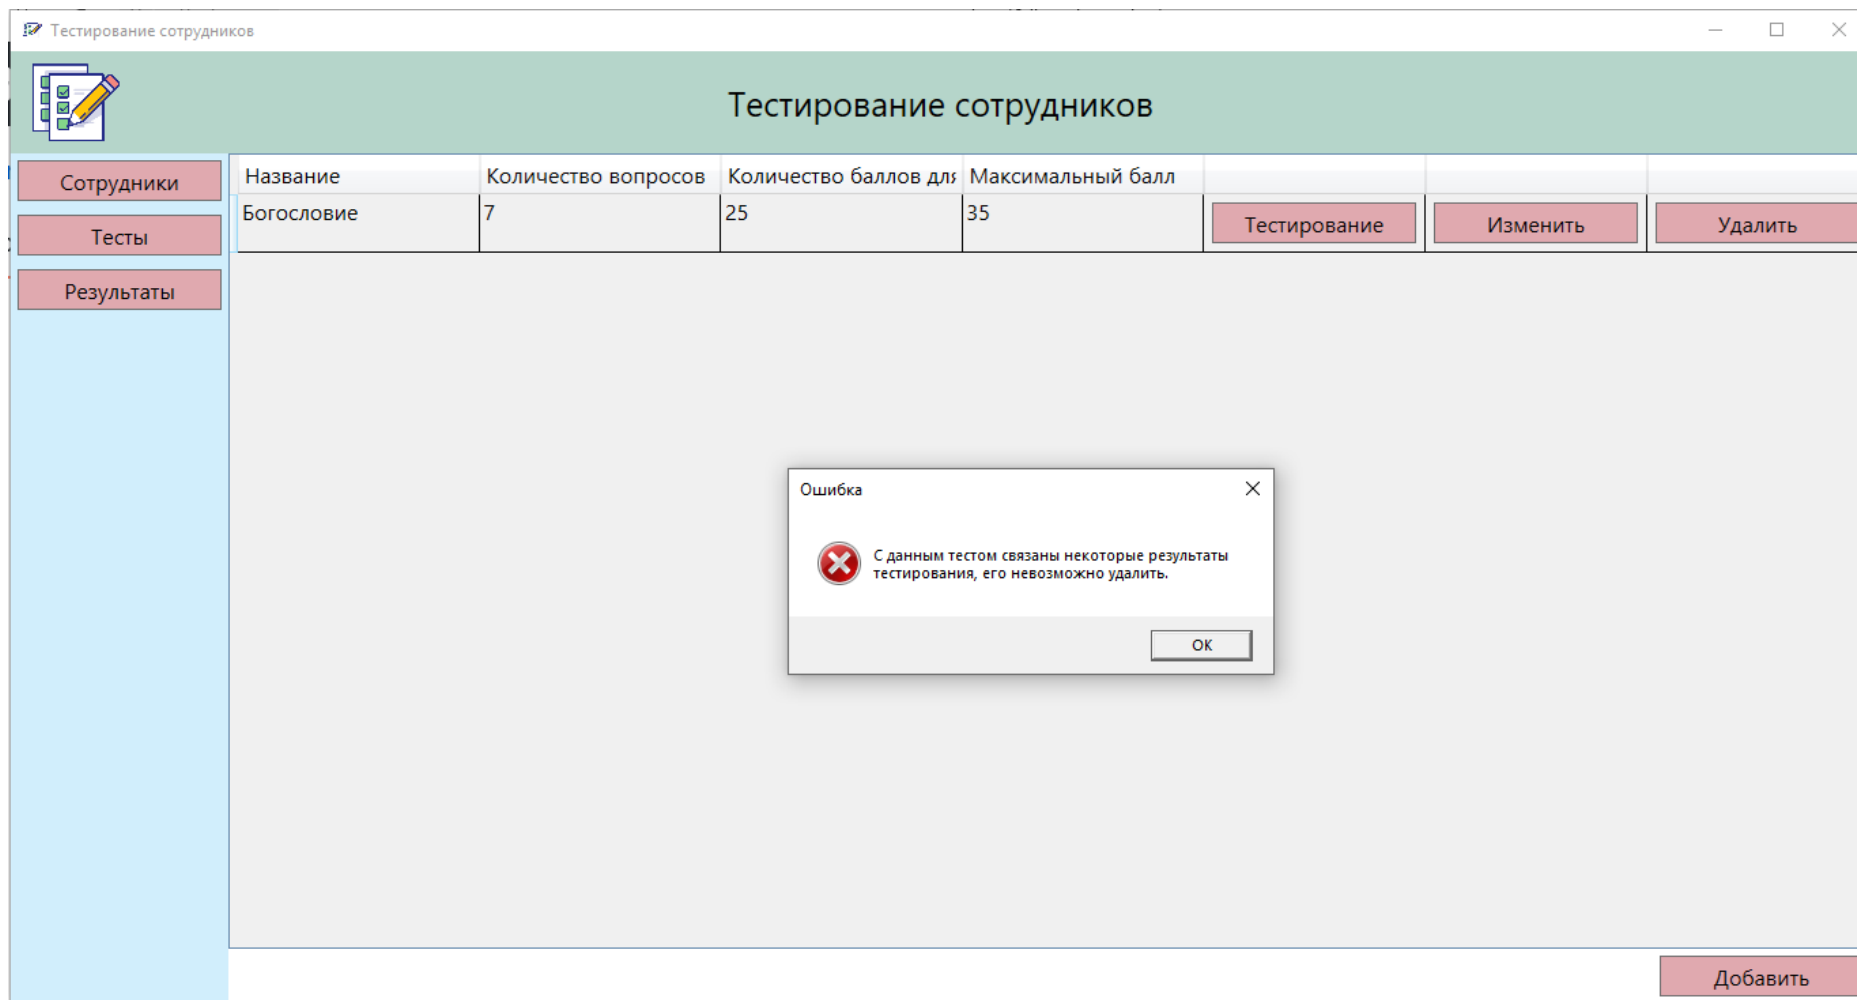 Тестирование сотрудников
Тестирование сотрудников
Сотрудники
Тесты
Результаты
Название Количество вопросов Количество баллов для Максимальный балл
Богословие 7 25 35 Тестирование Изменить Удалить
Ошибка
С данным тестом связаны некоторые результаты
тестирования, его невозможно удалить.
ОК
Добавить